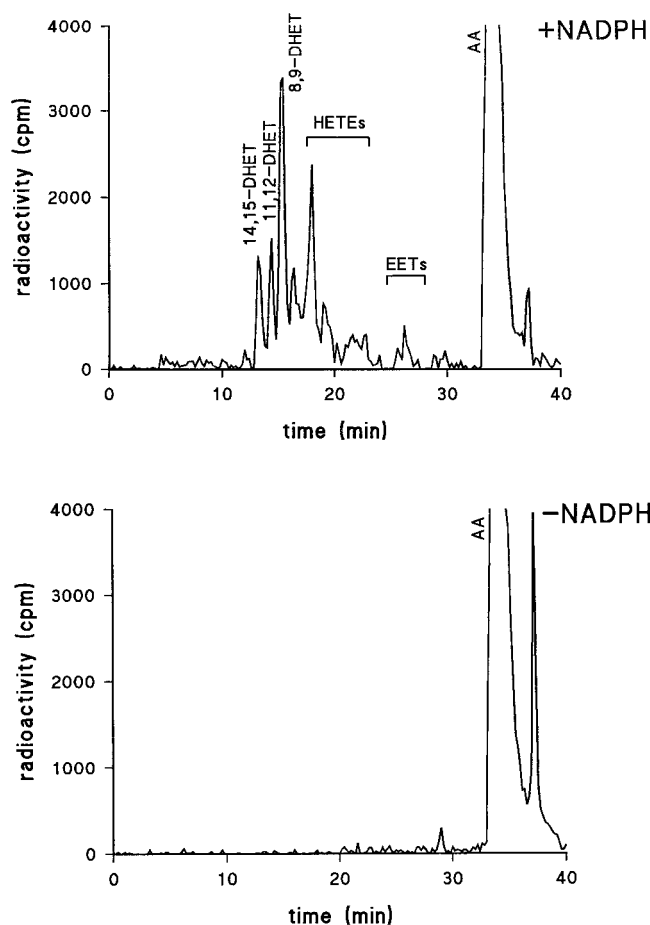 +NADPH
4000
3000
2000
1000
0
radioactivity (cpm)
14,15-DHET
11,12-DHET
8,9-DHET
HETEs
EETs
AA
0 10 20 30 40
time (min)
-NADPH
4000
3000
2000
1000
0
radioactivity (cpm)
AA
0 10 20 30 40
time (min)